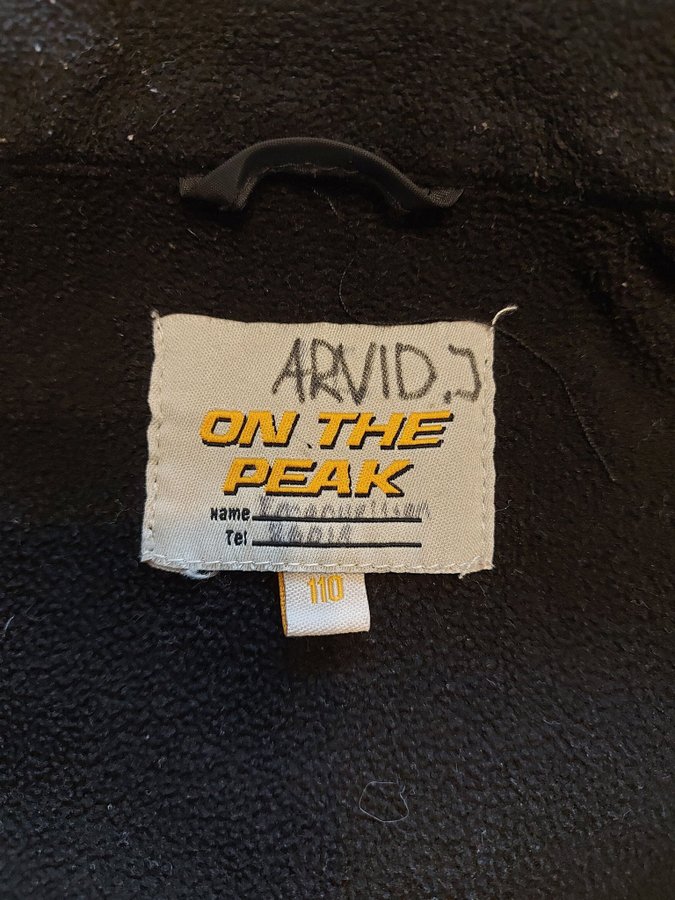 ARVID.J
ON THE
PEAK
Name
Tel
110